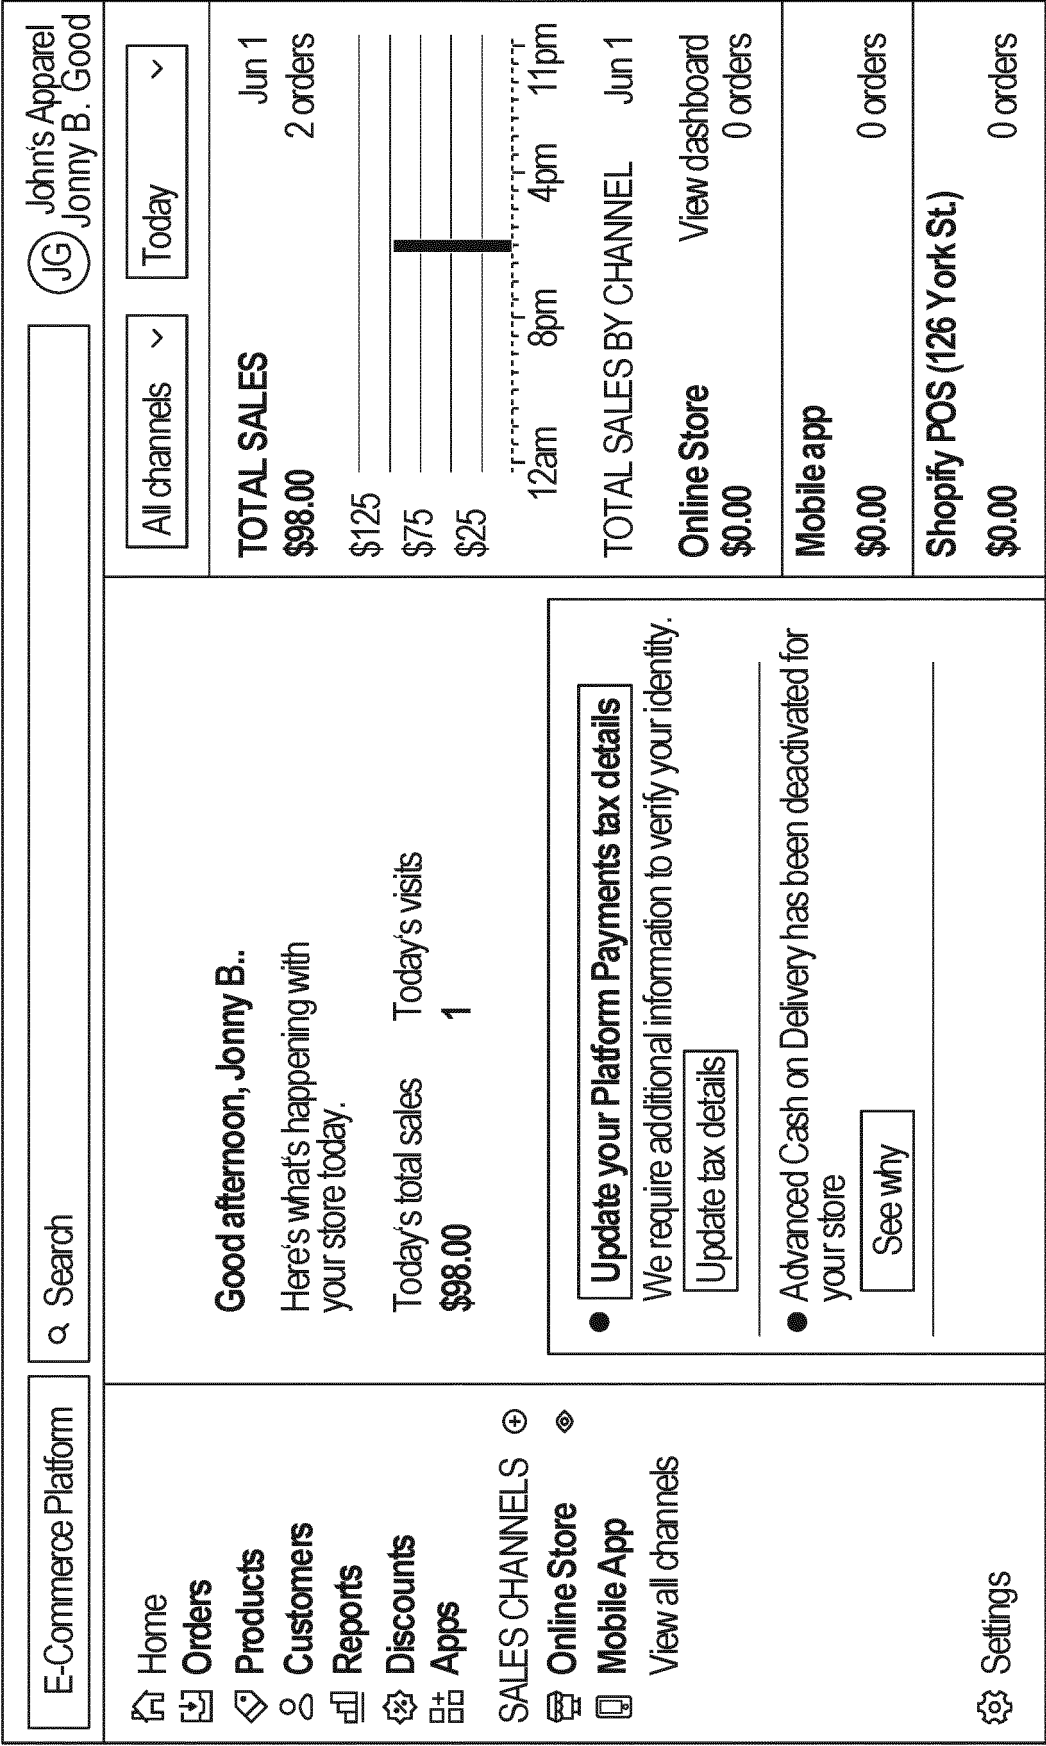 E-Commerce Platform
Search
JG
John's Apparel
Jonny B. Good
Home
Orders
Products
Customers
Reports
Discounts
Apps
SALES CHANNELS
Online Store
Mobile App
View all channels
Settings
Good afternoon, Jonny B..
Here's what's happening with
your store today.
Today's total sales Today's visits
$98.00 1
Update your Platform Payments tax details
We require additional information to verify your identity.
Update tax details
Advanced Cash on Delivery has been deactivated for
your store
See why
All channels
Today
TOTAL SALES Jun 1
$98.00 2 orders
$125
$75
$25
12am 8pm 4pm 11pm
TOTAL SALES BY CHANNEL Jun 1
Online Store View dashboard
$0.00 0 orders
Mobile app
$0.00 0 orders
Shopify POS (126 York St.)
$0.00 0 orders